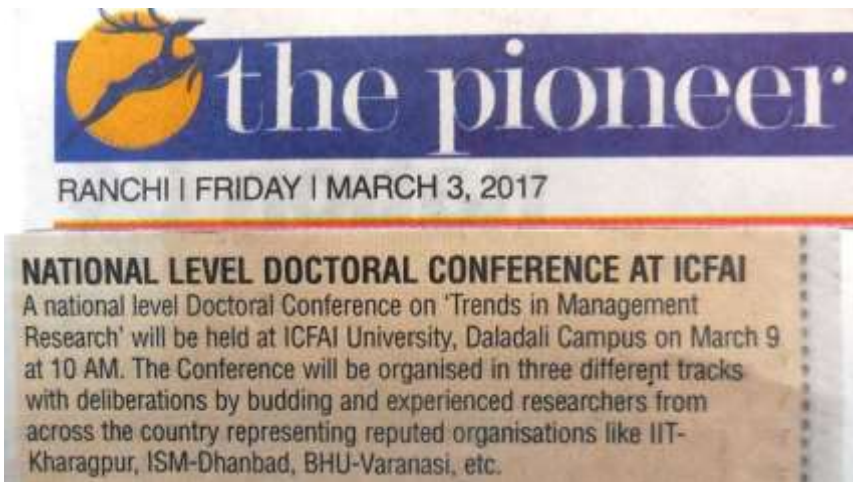 the pioneer
RANCHI | FRIDAY | MARCH 3, 2017
NATIONAL LEVEL DOCTORAL CONFERENCE AT ICFAI
A national level Doctoral Conference on 'Trends in Management
Research' will be held at ICFAI University, Daladali Campus on March 9
at 10 AM. The Conference will be organised in three different tracks
with deliberations by budding and experienced researchers from
across the country representing reputed organisations like IIT-
Kharagpur, ISM-Dhanbad, BHU-Varanasi, etc.